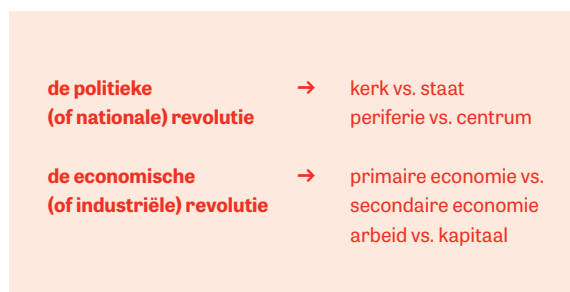 de politieke → kerk vs. staat
(of nationale) revolutie periferie vs. centrum
de economische → primaire economie vs.
(of industriële) revolutie secondaire economie
arbeid vs. kapitaal